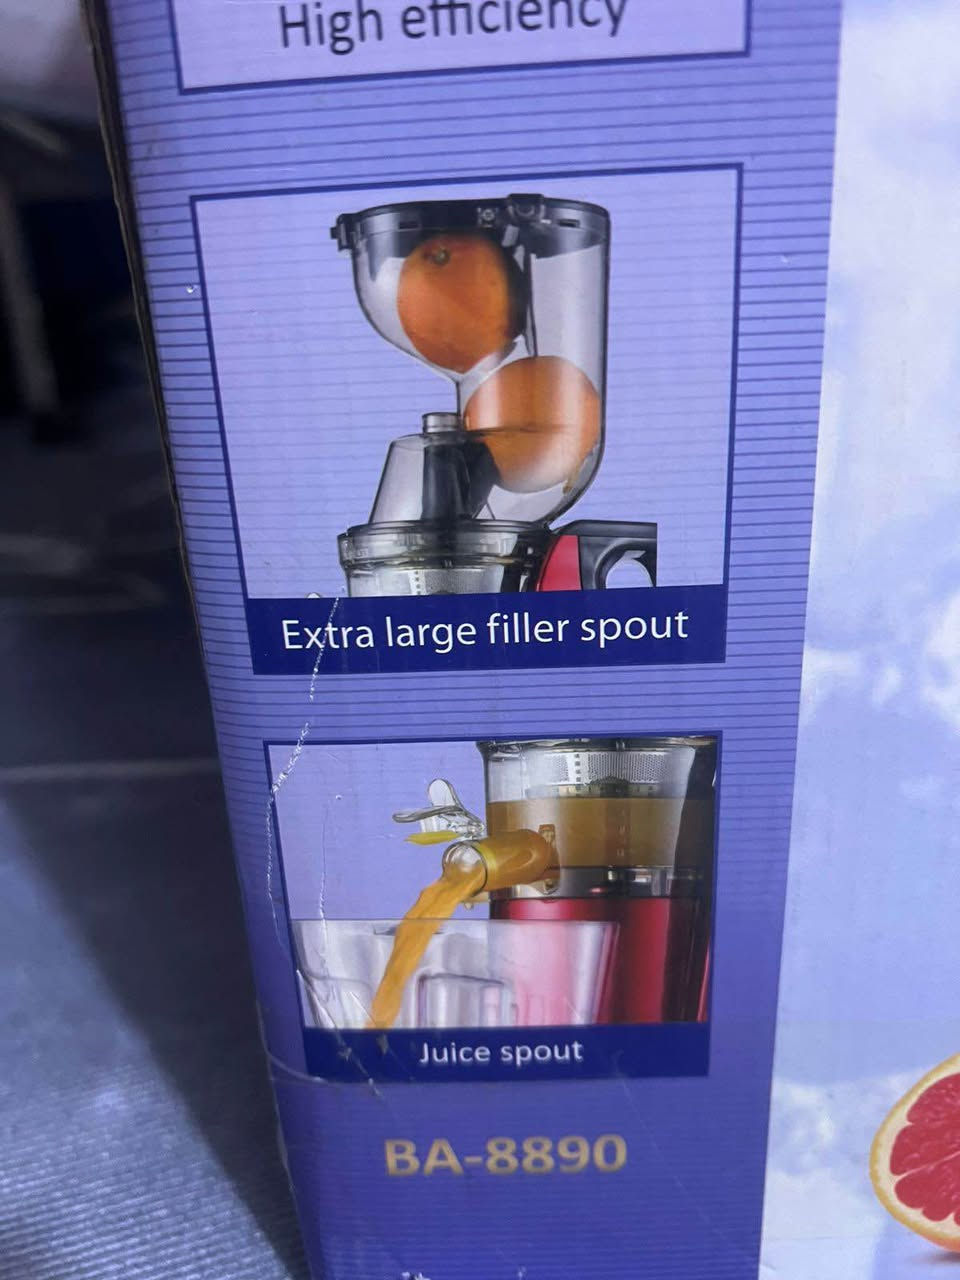 High efficiency
Extra large filler spout
Juice spout
BA-8890